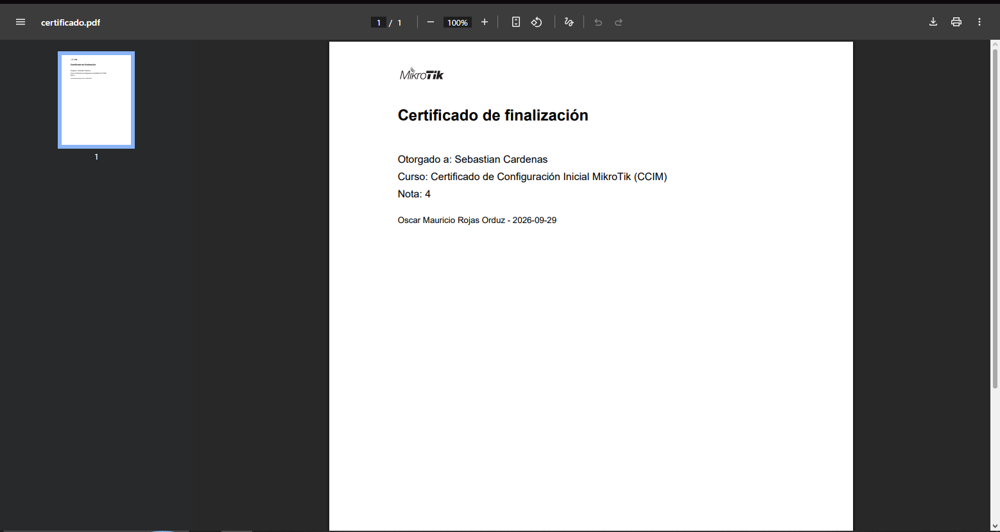 certificado.pdf
1 / 1
100%
1
MikroTik
Certificado de finalización
Otorgado a: Sebastian Cardenas
Curso: Certificado de Configuración Inicial MikroTik (CCIM)
Nota: 4
Oscar Mauricio Rojas Orduz - 2026-09-29